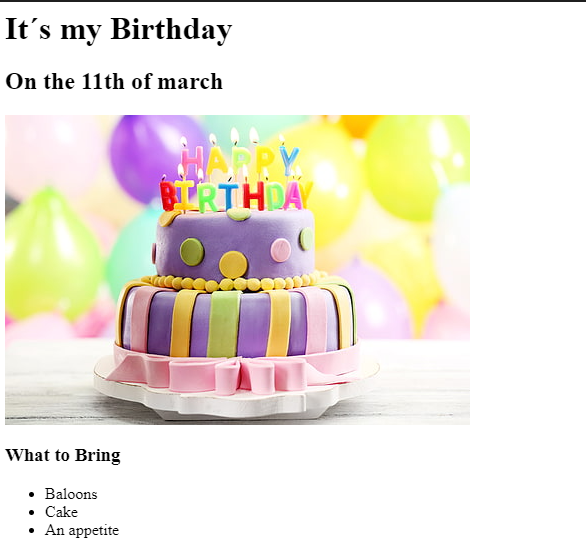 It´s my Birthday
On the 11th of march
HAPPY
BIRTHDAY
What to Bring
Baloons
Cake
An appetite